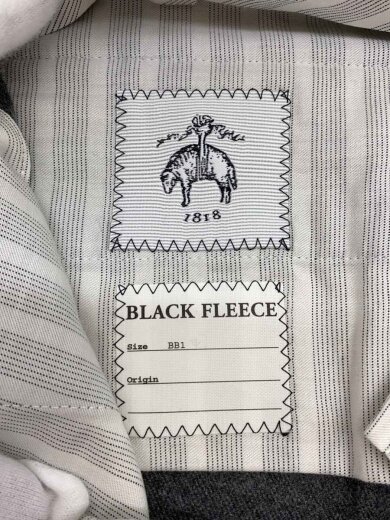 1818
BLACK FLEECE
Size BB1
Origin